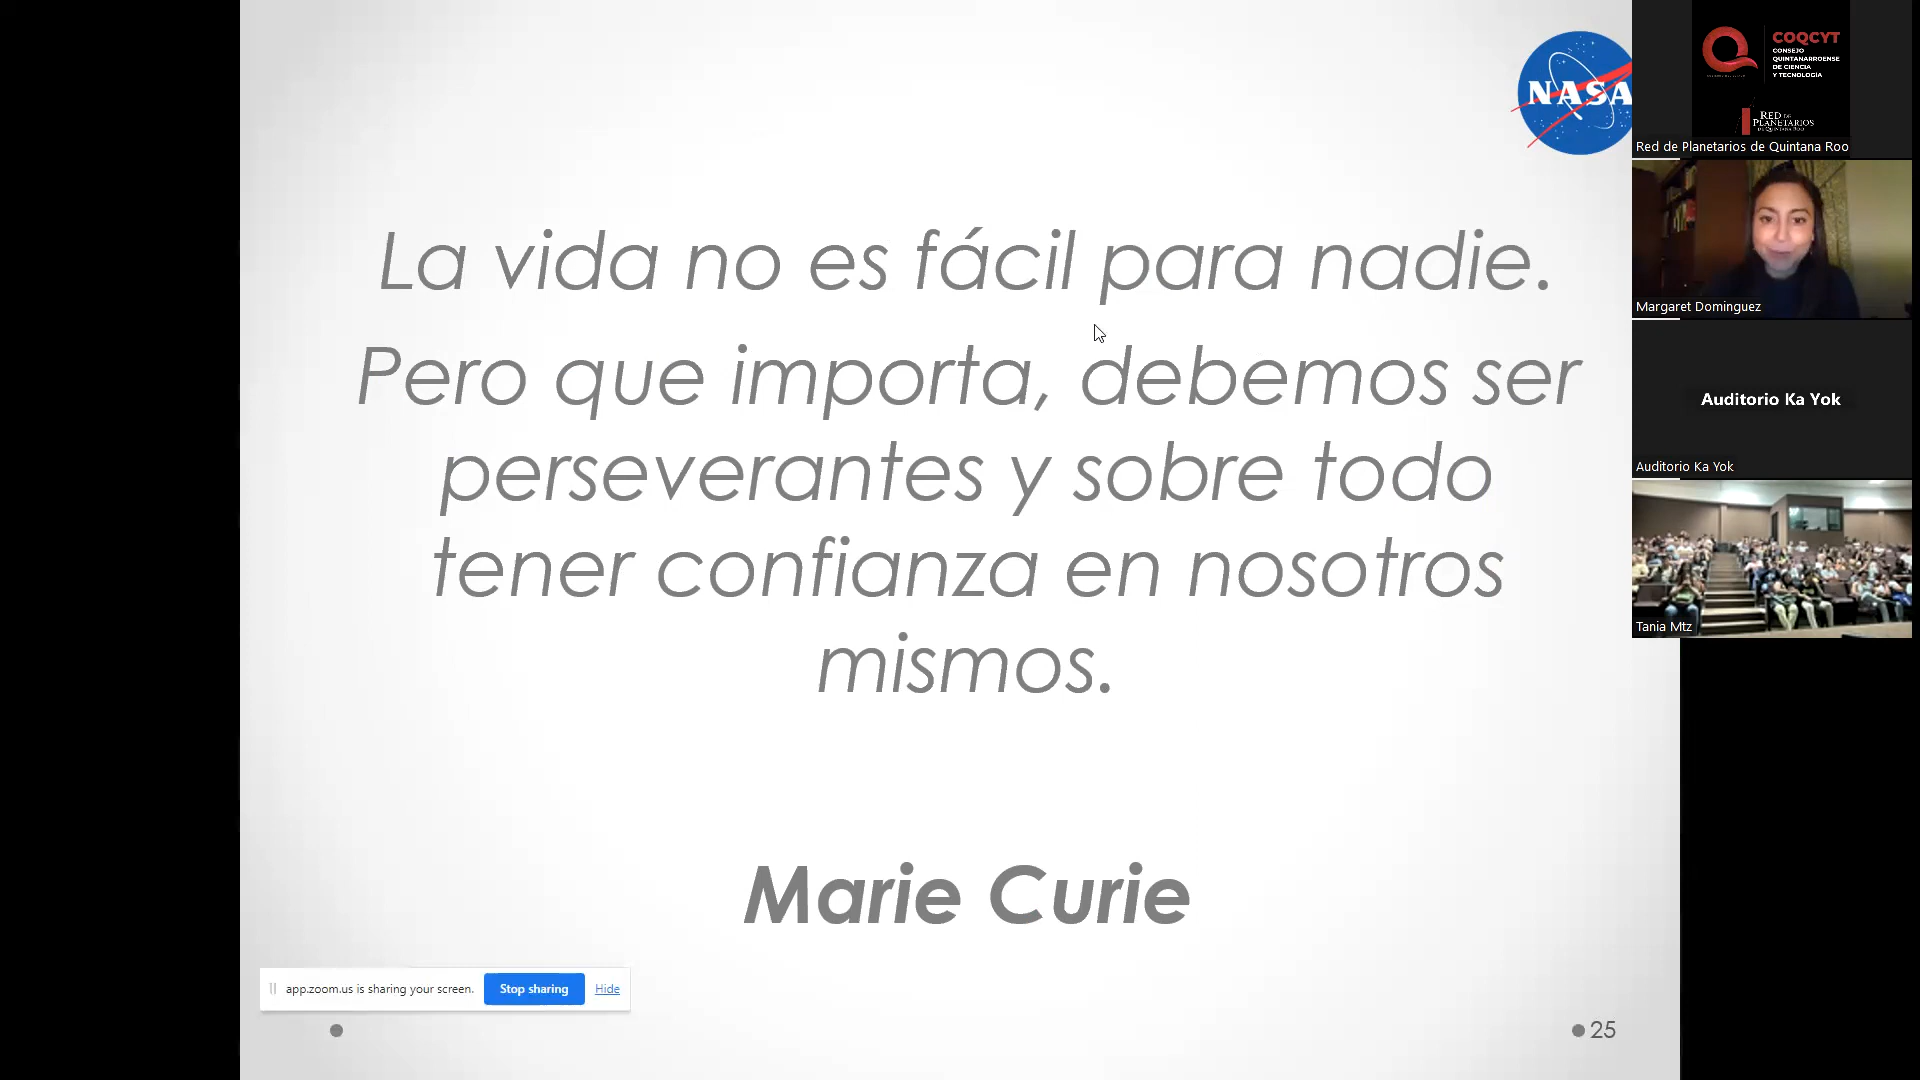 NASA
La vida no es fácil para nadie.
Pero que importa, debemos ser
perseverantes y sobre todo
tener confianza en nosotros
mismos.
Marie Curie
app.zoom.us is sharing your screen.
Stop sharing
Hide
25
COQCYT
CONSEJO
QUINTANARROENSE
DE CIENCIA
Y TECNOLOGÍA
RED DE
PLANETARIOS
DE QUINTANA ROO
Red de Planetarios de Quintana Roo
Margaret Dominguez
Auditorio Ka Yok
Auditorio Ka Yok
Tania Mtz